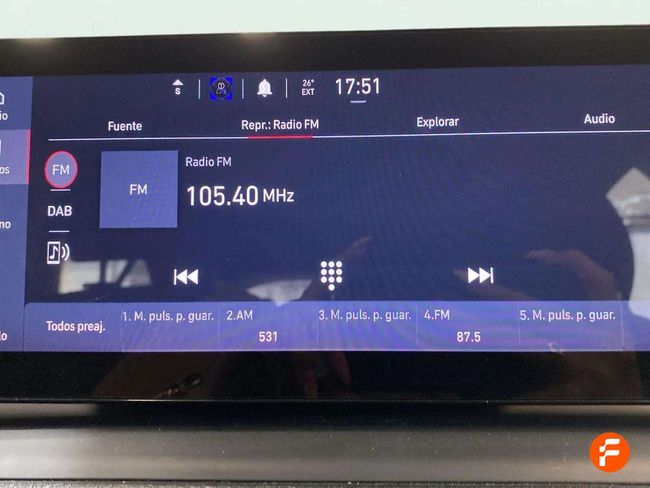 S
26°
EXT
17:51
Fuente
Repr.: Radio FM
Explorar
Audio
io
os
no
lo
FM
DAB
FM
Radio FM
105.40 MHz
Todos preaj.
1. M. puls. p. guar.
2.AM
531
3. M. puls. p. guar.
4.FM
87.5
5. M. puls. p. guar.